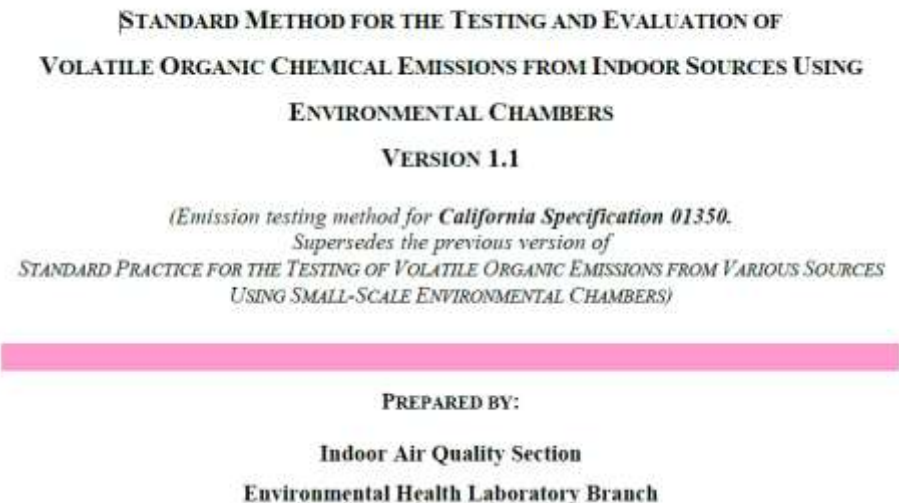 STANDARD METHOD FOR THE TESTING AND EVALUATION OF
VOLATILE ORGANIC CHEMICAL EMISSIONS FROM INDOOR SOURCES USING
ENVIRONMENTAL CHAMBERS
VERSION 1.1
(Emission testing method for California Specification 01350.
Supersedes the previous version of
STANDARD PRACTICE FOR THE TESTING OF VOLATILE ORGANIC EMISSIONS FROM VARIOUS SOURCES
USING SMALL-SCALE ENVIRONMENTAL CHAMBERS)
PREPARED BY:
Indoor Air Quality Section
Environmental Health Laboratory Branch